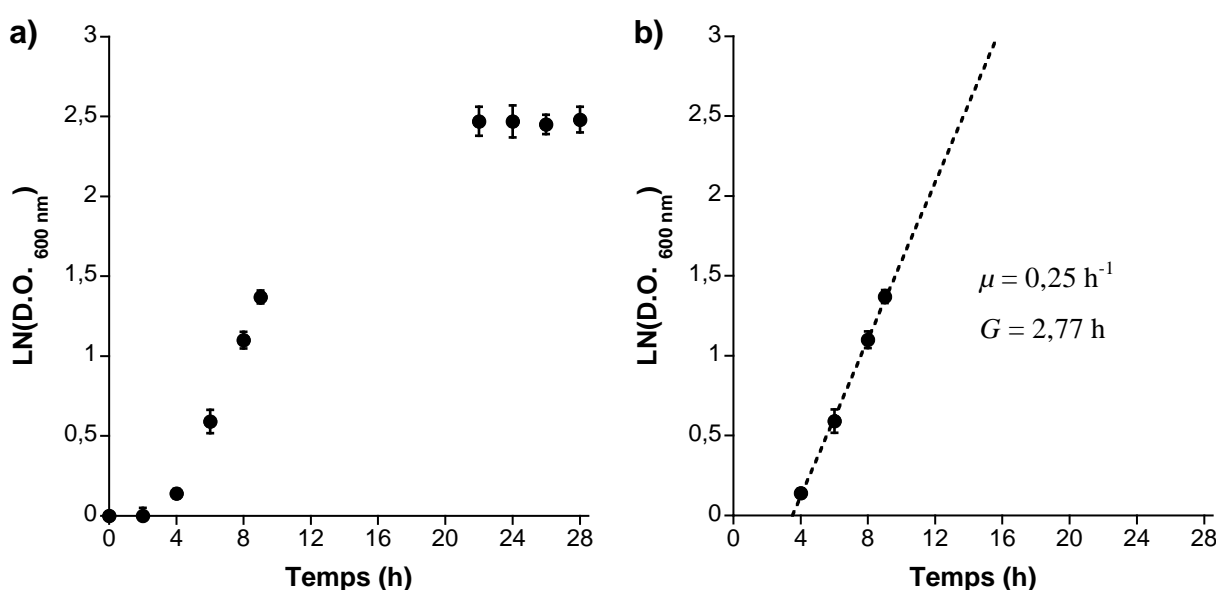 a)
3
2,5
2
1,5
1
0,5
0
LN(D.O. 600 nm)
0 4 8 12 16 20 24 28
Temps (h)
b)
3
2,5
2
1,5
1
0,5
0
LN(D.O. 600 nm)
μ = 0,25 h-1
G = 2,77 h
0 4 8 12 16 20 24 28
Temps (h)